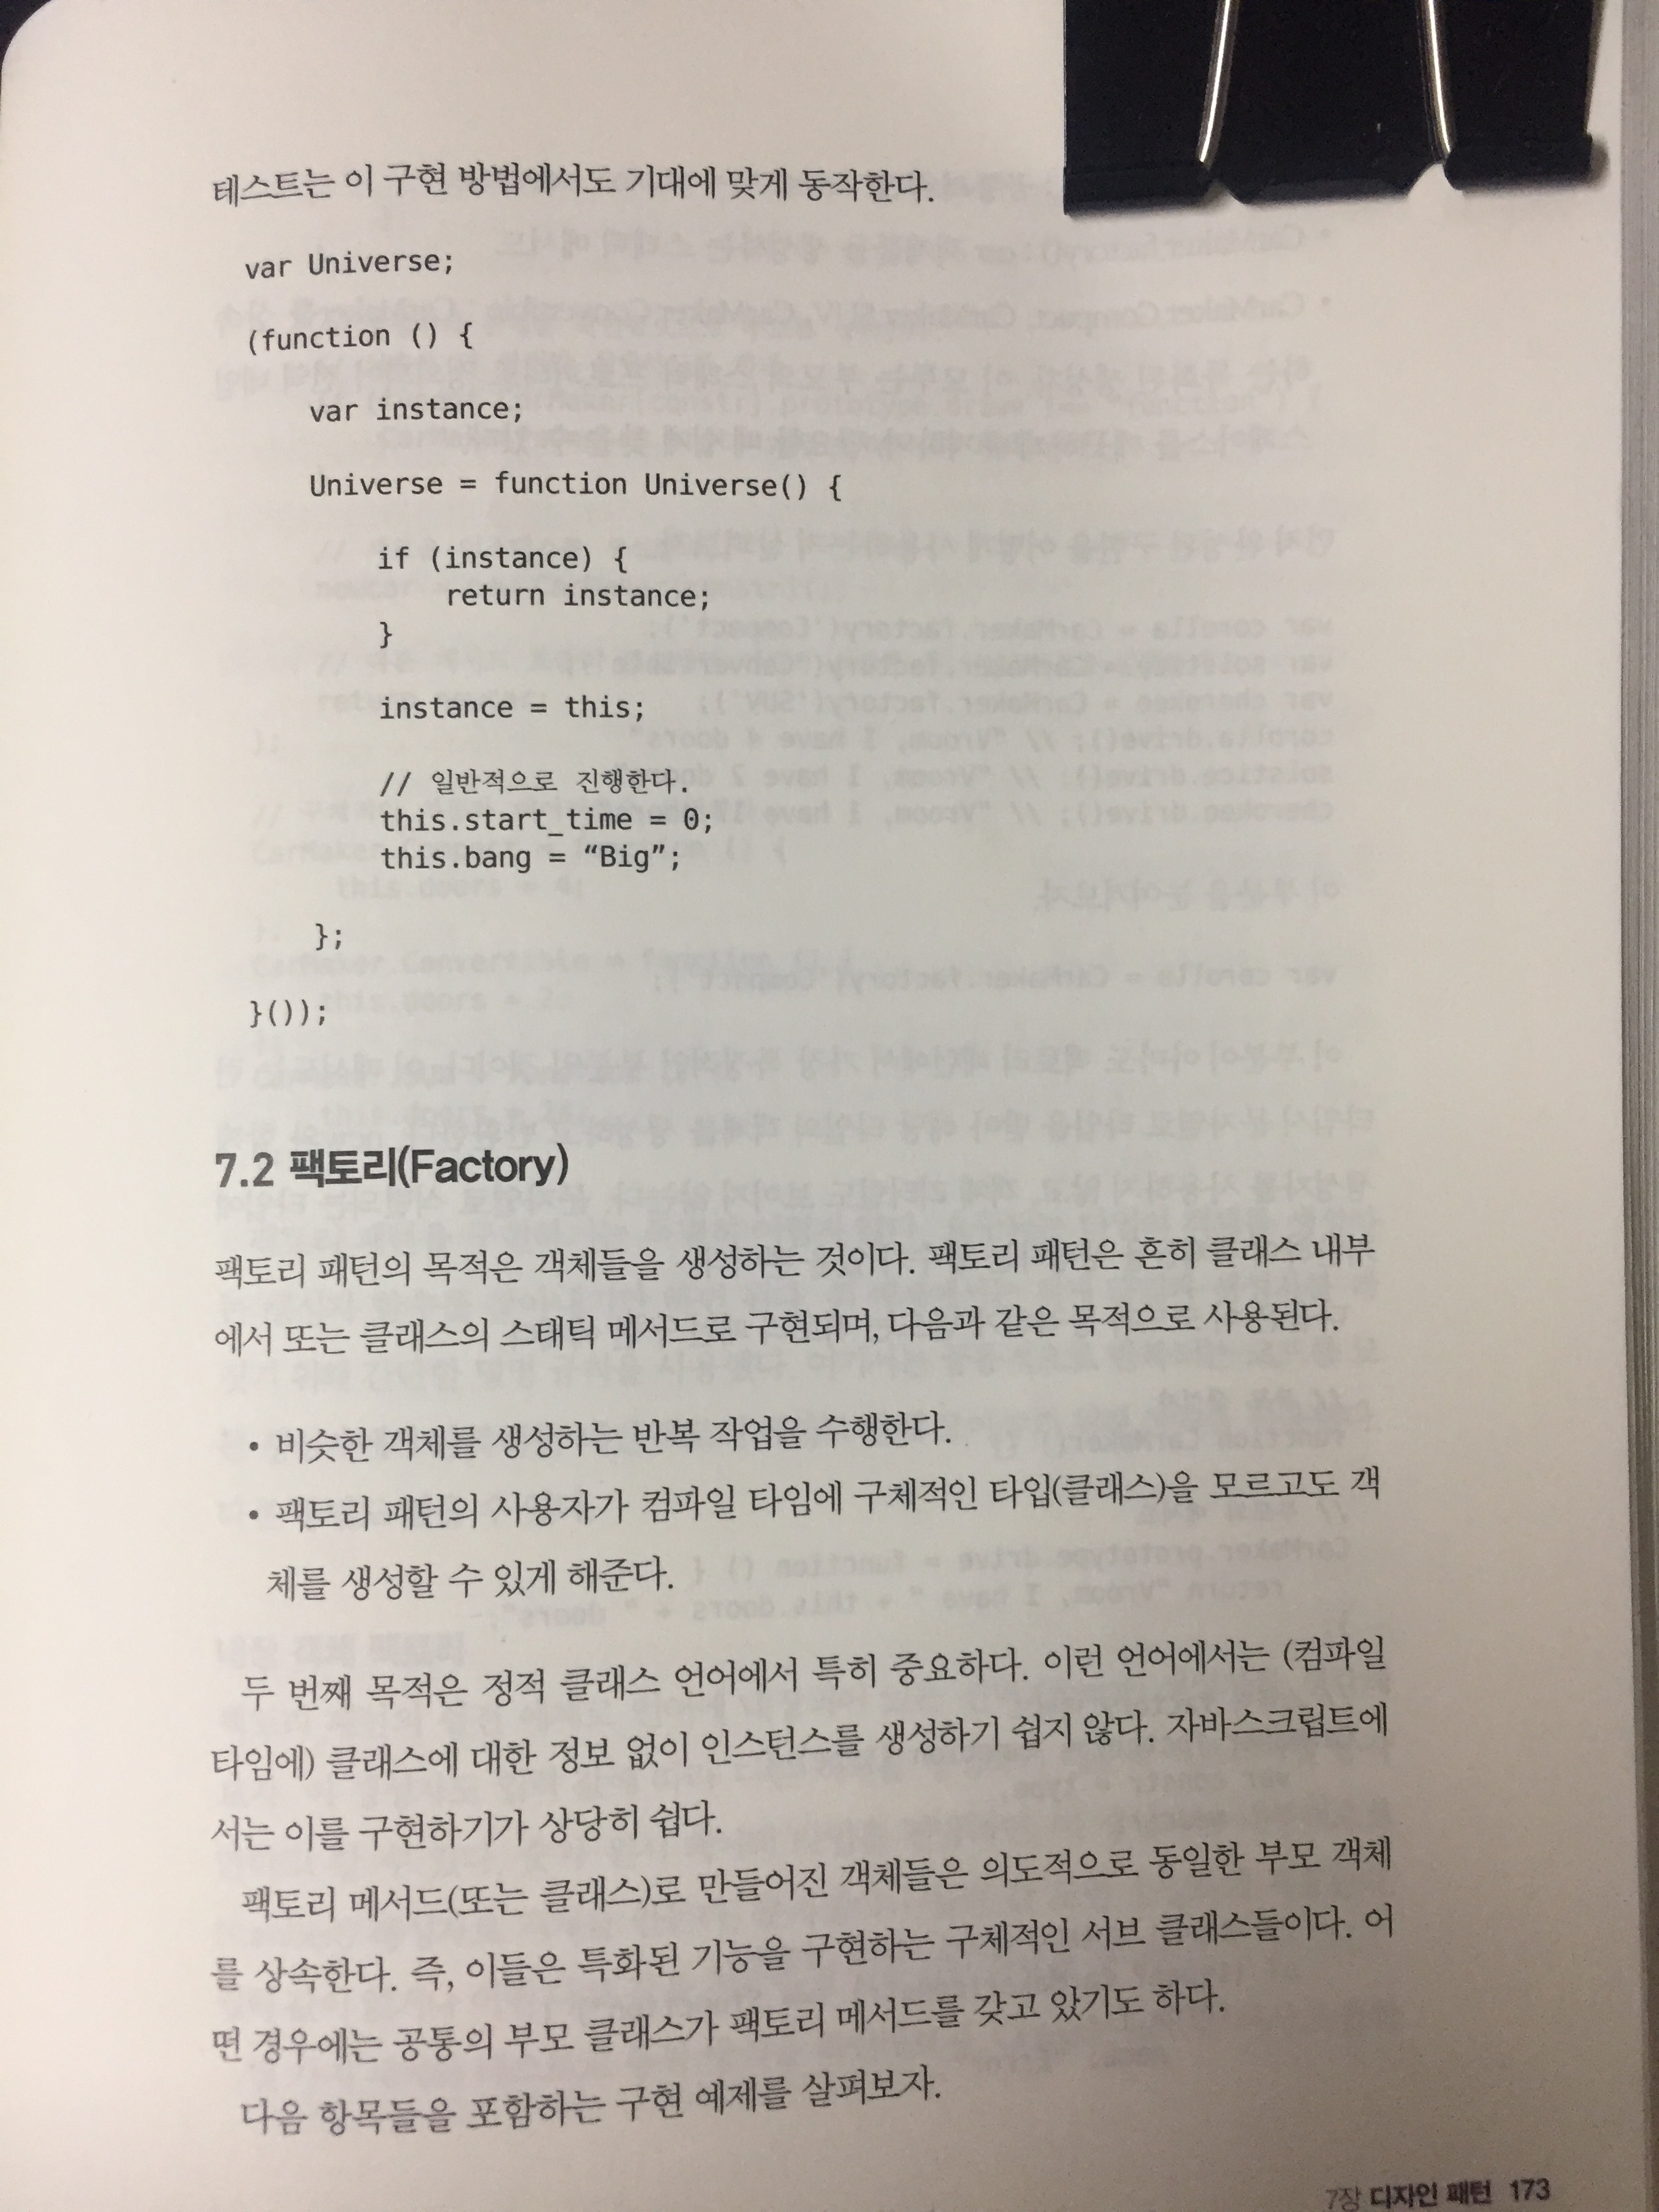 테스트는 이 구현 방법에서도 기대에 맞게 동작한다.
var Universe;
(function () {
var instance;
Universe = function Universe() {
if (instance) {
return instance;
}
instance = this;
// 일반적으로 진행한다.
this.start_time = 0;
this.bang = “Big”;
};
}());
7.2 팩토리(Factory)
팩토리 패턴의 목적은 객체들을 생성하는 것이다. 팩토리 패턴은 흔히 클래스 내부
에서 또는 클래스의 스태틱 메서드로 구현되며, 다음과 같은 목적으로 사용된다.
• 비슷한 객체를 생성하는 반복 작업을 수행한다.
• 팩토리 패턴의 사용자가 컴파일 타임에 구체적인 타입(클래스)을 모르고도 객
체를 생성할 수 있게 해준다.
두 번째 목적은 정적 클래스 언어에서 특히 중요하다. 이런 언어에서는 (컴파일
타임에) 클래스에 대한 정보 없이 인스턴스를 생성하기 쉽지 않다. 자바스크립트에
서는 이를 구현하기가 상당히 쉽다.
팩토리 메서드(또는 클래스)로 만들어진 객체들은 의도적으로 동일한 부모 객체
를 상속한다. 즉, 이들은 특화된 기능을 구현하는 구체적인 서브 클래스들이다. 어
떤 경우에는 공통의 부모 클래스가 팩토리 메서드를 갖고 있기도 하다.
다음 항목들을 포함하는 구현 예제를 살펴보자.
7장 디자인 패턴 173